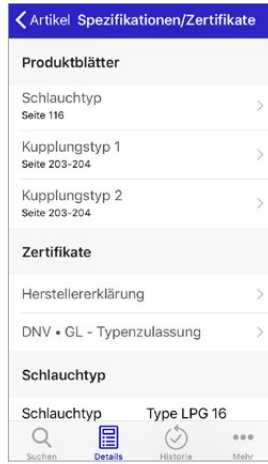 Artikel Spezifikationen/Zertifikate
Produktblätter
Schlauchtyp
Seite 116
Kupplungstyp 1
Seite 203-204
Kupplungstyp 2
Seite 203-204
Zertifikate
Herstellererklärung
DNV • GL - Typenzulassung
Schlauchtyp
Schlauchtyp Type LPG 16
Suchen Details Historie Mehr